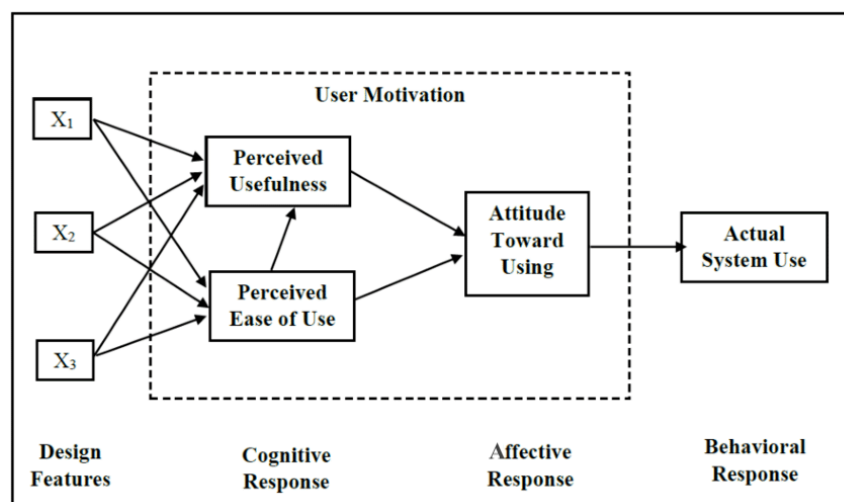 User Motivation
X₁
X₂
X₃
Perceived
Usefulness
Perceived
Ease of Use
Attitude
Toward
Using
Actual
System Use
Design
Features
Cognitive
Response
Affective
Response
Behavioral
Response